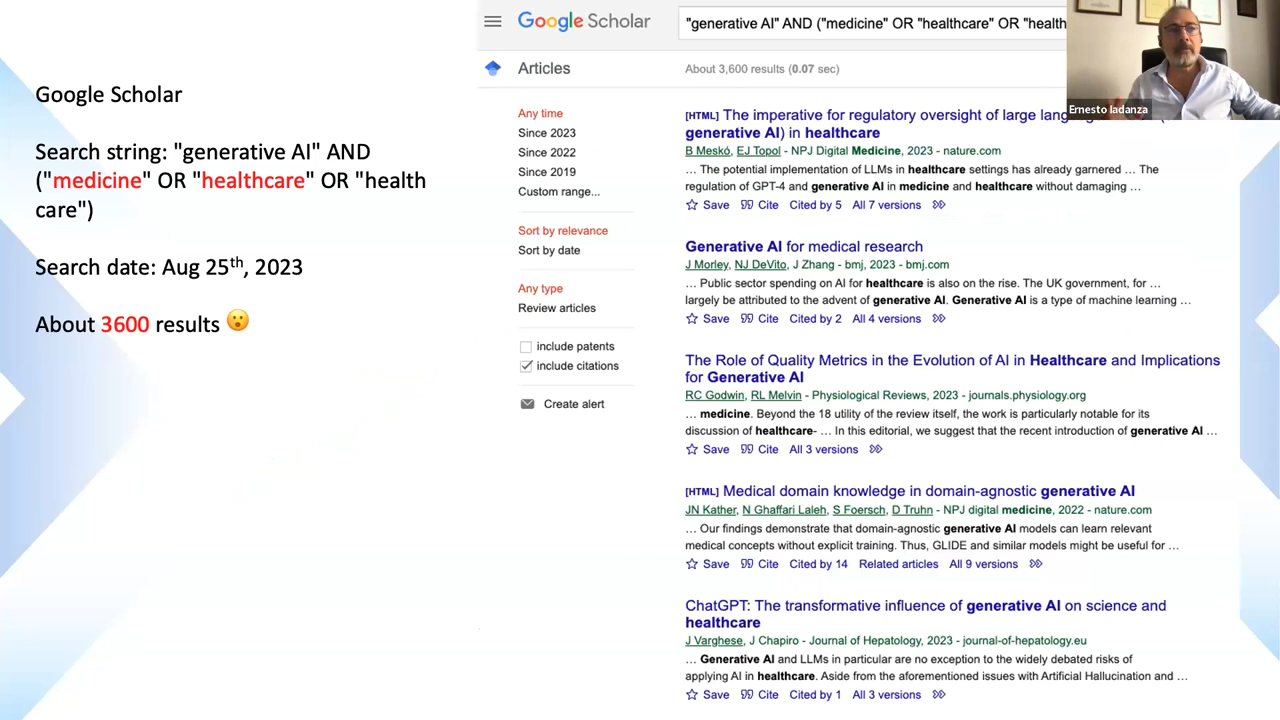 Google Scholar
Search string: "generative AI" AND
("medicine" OR "healthcare" OR "health
care")
Search date: Aug 25th, 2023
About 3600 results 😮
Google Scholar
"generative AI" AND ("medicine" OR "healthcare" OR "health
Articles
About 3,600 results (0.07 sec)
Any time
Since 2023
Since 2022
Since 2019
Custom range...
Sort by relevance
Sort by date
Any type
Review articles
include patents
include citations
Create alert
[HTML] The imperative for regulatory oversight of large
generative AI) in healthcare
B Meskó, EJ Topol - NPJ Digital Medicine, 2023 - nature.com
... The potential implementation of LLMs in healthcare settings has already garnered ... The
regulation of GPT-4 and generative AI in medicine and healthcare without damaging ...
Save Cite Cited by 5 All 7 versions
Generative AI for medical research
J Morley, NJ DeVito, J Zhang - bmj, 2023 - bmj.com
... Public sector spending on AI for healthcare is also on the rise. The UK government, for ...
largely be attributed to the advent of generative AI. Generative AI is a type of machine learning ...
Save Cite Cited by 2 All 4 versions
The Role of Quality Metrics in the Evolution of AI in Healthcare and Implications
for Generative AI
RC Godwin, RL Melvin - Physiological Reviews, 2023 - journals.physiology.org
... medicine. Beyond the 18 utility of the review itself, the work is particularly notable for its
discussion of healthcare- ... In this editorial, we suggest that the recent introduction of generative AI ...
Save Cite All 3 versions
[HTML] Medical domain knowledge in domain-agnostic generative AI
JN Kather, N Ghaffari Laleh, S Foersch, D Truhn - NPJ digital medicine, 2022 - nature.com
... Our findings demonstrate that domain-agnostic generative AI models can learn relevant
medical concepts without explicit training. Thus, GLIDE and similar models might be useful for ...
Save Cite Cited by 14 Related articles All 9 versions
ChatGPT: The transformative influence of generative AI on science and
healthcare
J Varghese, J Chapiro - Journal of Hepatology, 2023 - journal-of-hepatology.eu
... Generative AI and LLMs in particular are no exception to the widely debated risks of
applying AI in healthcare. Aside from the aforementioned issues with Artificial Hallucination and ...
Save Cite Cited by 1 All 3 versions
Ernesto Iadanza